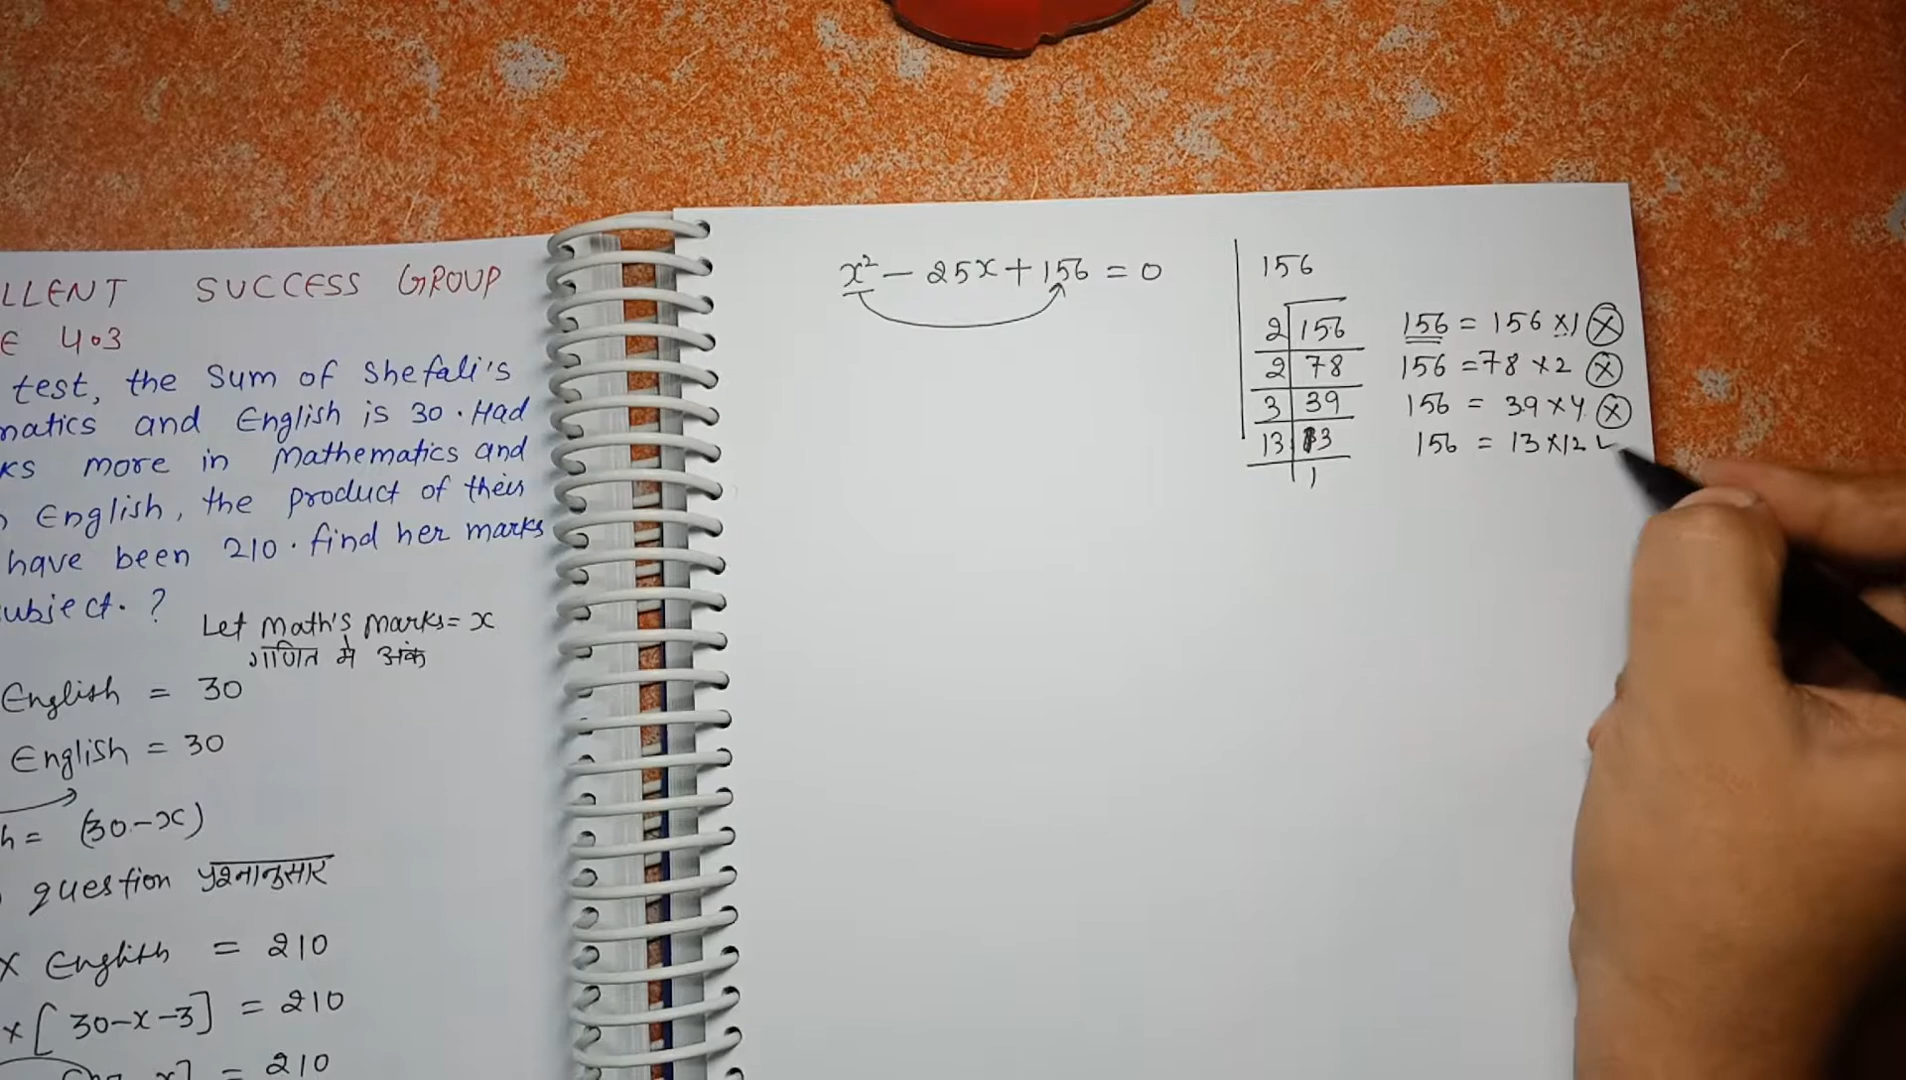 LLENT SUCCESS GROUP
E 4.3
test, the Sum of Shefali's
matics and English is 30. Had
ks more in Mathematics and
English, the product of their
have been 210. find her marks
subject. ?
Let math's marks = x
गणित मे अंक
English = 30
English = 30
h = (30-x)
question प्रश्नानुसार
x English = 210
x [30-x-3] = 210
x] = 210
x² - 25x + 156 = 0
156
2 | 156
2 | 78
3 | 39
13 | 13
1
156 = 156 × 1 ⊗
156 = 78 × 2 ⊗
156 = 39 × 4 ⊗
156 = 13 × 12